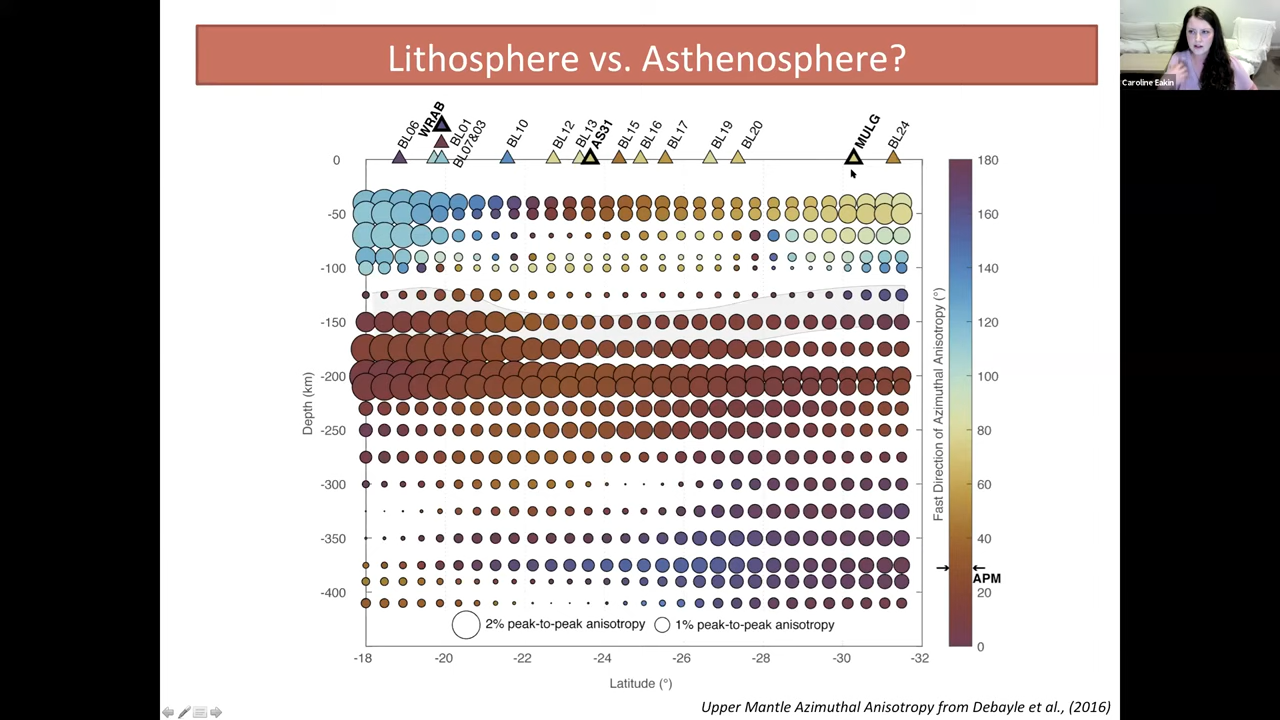 Lithosphere vs. Asthenosphere?
Caroline Eakin
BL06
WRAB
BL01
BL07&03
BL10
BL12
BL13
AS31
BL15
BL16
BL17
BL19
BL20
MULG
BL24
0
-50
-100
-150
-200
-250
-300
-350
-400
Depth (km)
180
160
140
120
100
80
60
40
20
0
APM
Fast Direction of Azimuthal Anisotropy (°)
2% peak-to-peak anisotropy
1% peak-to-peak anisotropy
-18
-20
-22
-24
-26
-28
-30
-32
Latitude (°)
Upper Mantle Azimuthal Anisotropy from Debayle et al., (2016)